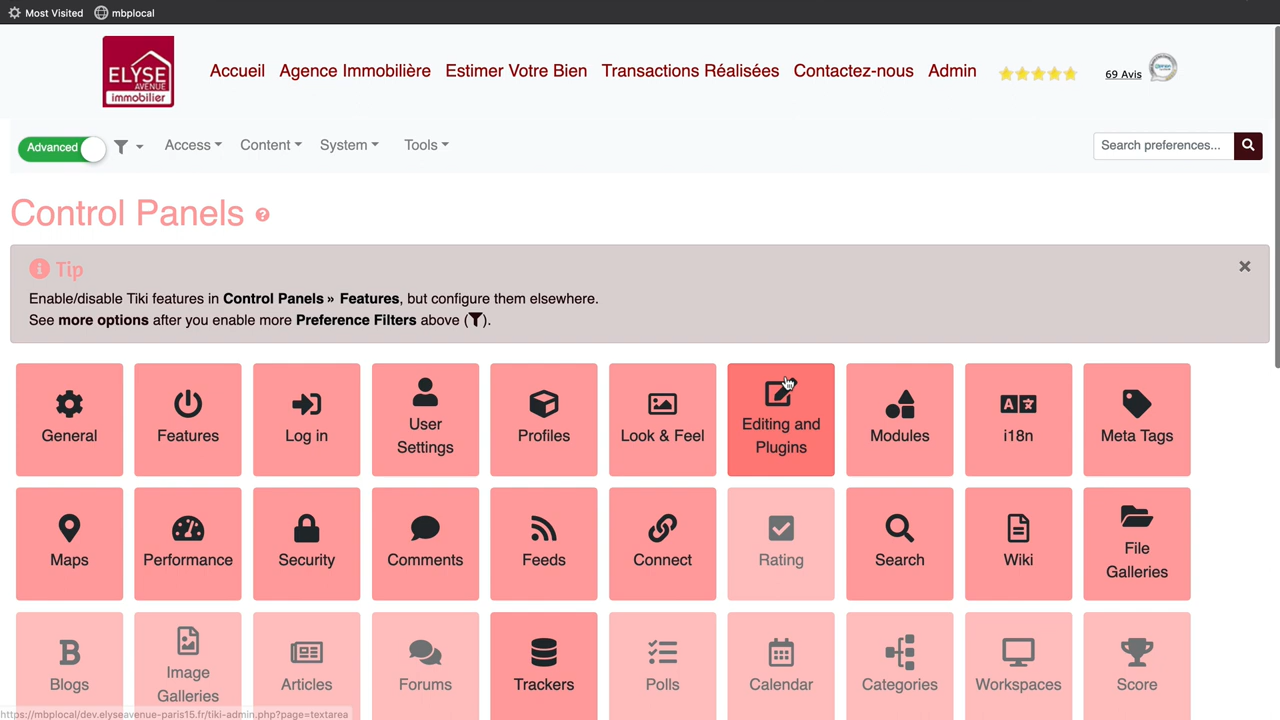 Most Visited mbplocal
ELYSE
AVENUE
immobilier
Accueil Agence Immobilière Estimer Votre Bien Transactions Réalisées Contactez-nous Admin 69 Avis
Advanced Access Content System Tools Search preferences...
Control Panels ?
Tip
Enable/disable Tiki features in Control Panels » Features, but configure them elsewhere.
See more options after you enable more Preference Filters above ( ).
General
Features
Log in
User
Settings
Profiles
Look & Feel
Editing and
Plugins
Modules
i18n
Meta Tags
Maps
Performance
Security
Comments
Feeds
Connect
Rating
Search
Wiki
File
Galleries
Blogs
Image
Galleries
Articles
Forums
Trackers
Polls
Calendar
Categories
Workspaces
Score
https://mbplocal/dev.elyseavenue-paris15.fr/tiki-admin.php?page=textarea